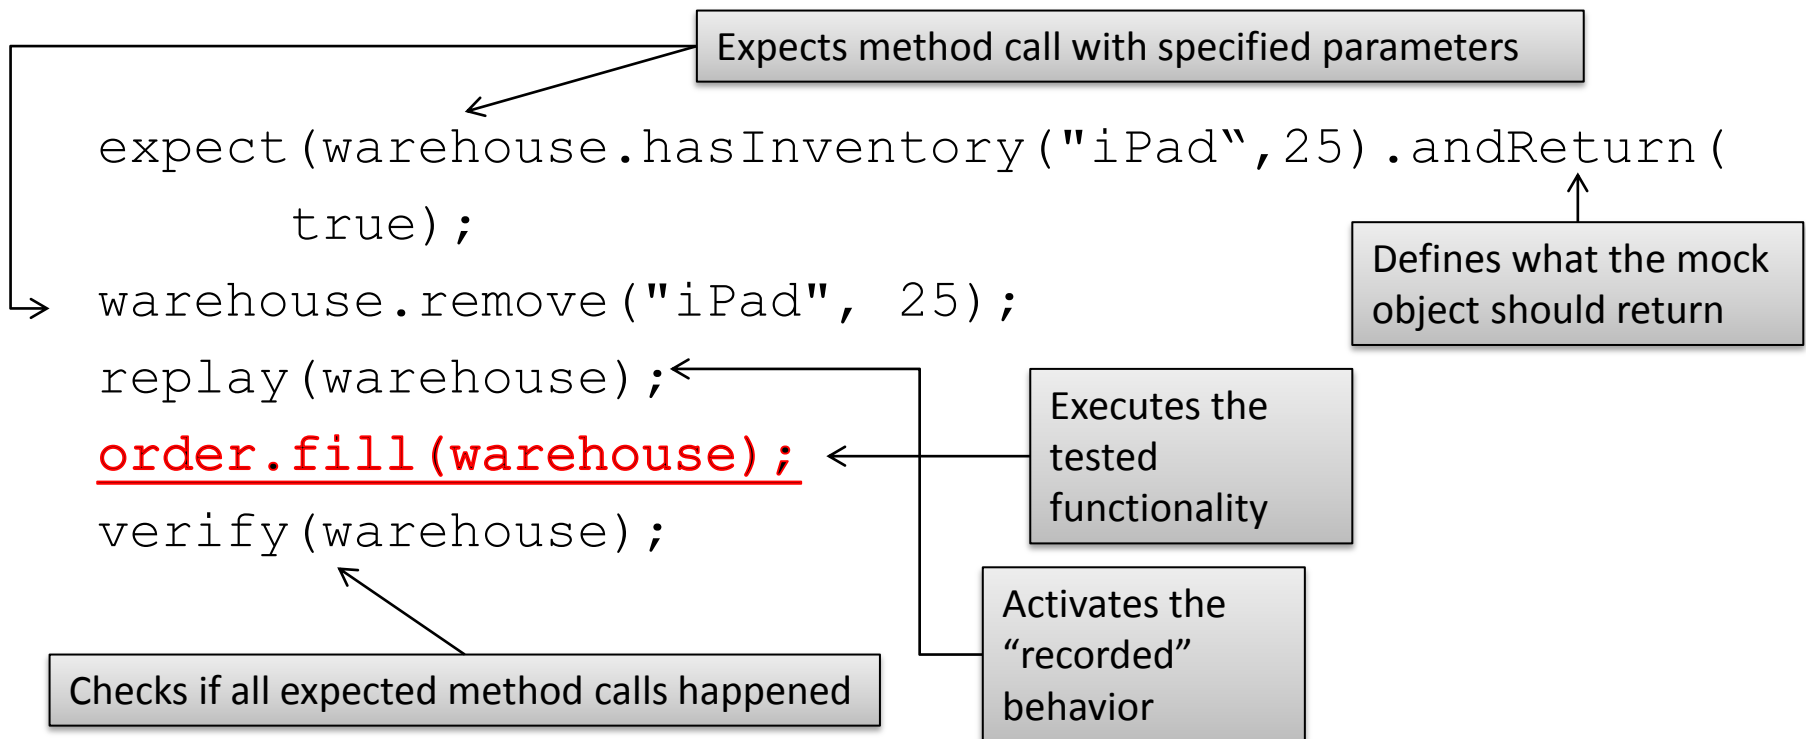 Expects method call with specified parameters
expect(warehouse.hasInventory("iPad‟,25).andReturn(
true);
Defines what the mock
object should return
warehouse.remove("iPad", 25);
replay(warehouse);
Executes the
tested
functionality
order.fill(warehouse);
verify(warehouse);
Activates the
“recorded”
behavior
Checks if all expected method calls happened